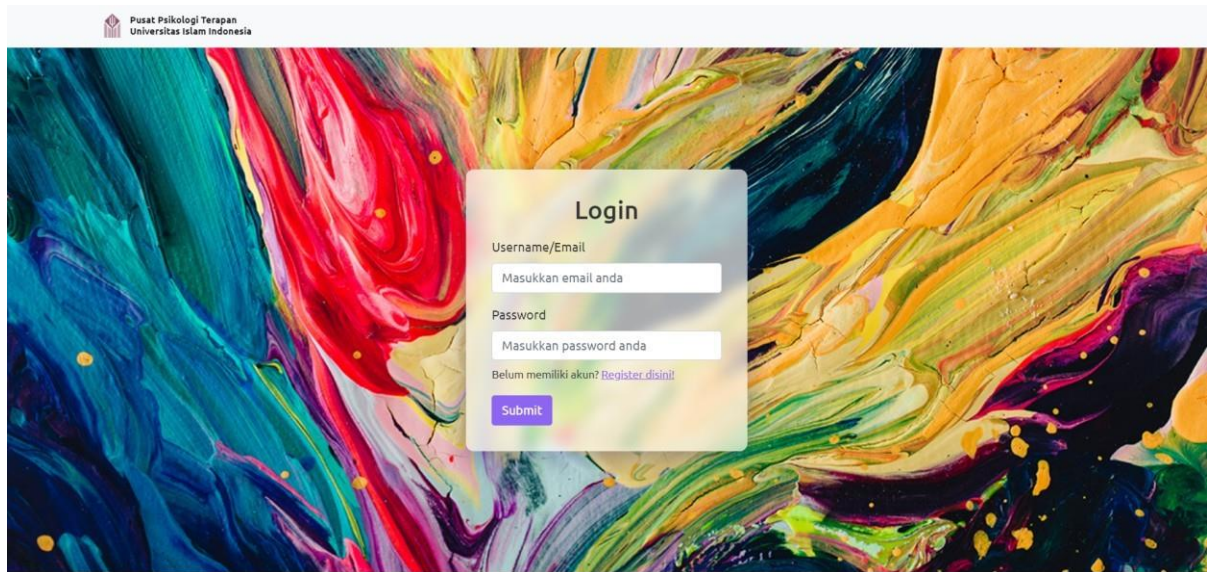 Pusat Psikologi Terapan
Universitas Islam Indonesia
Login
Username/Email
Masukkan email anda
Password
Masukkan password anda
Belum memiliki akun? Register disini!
Submit